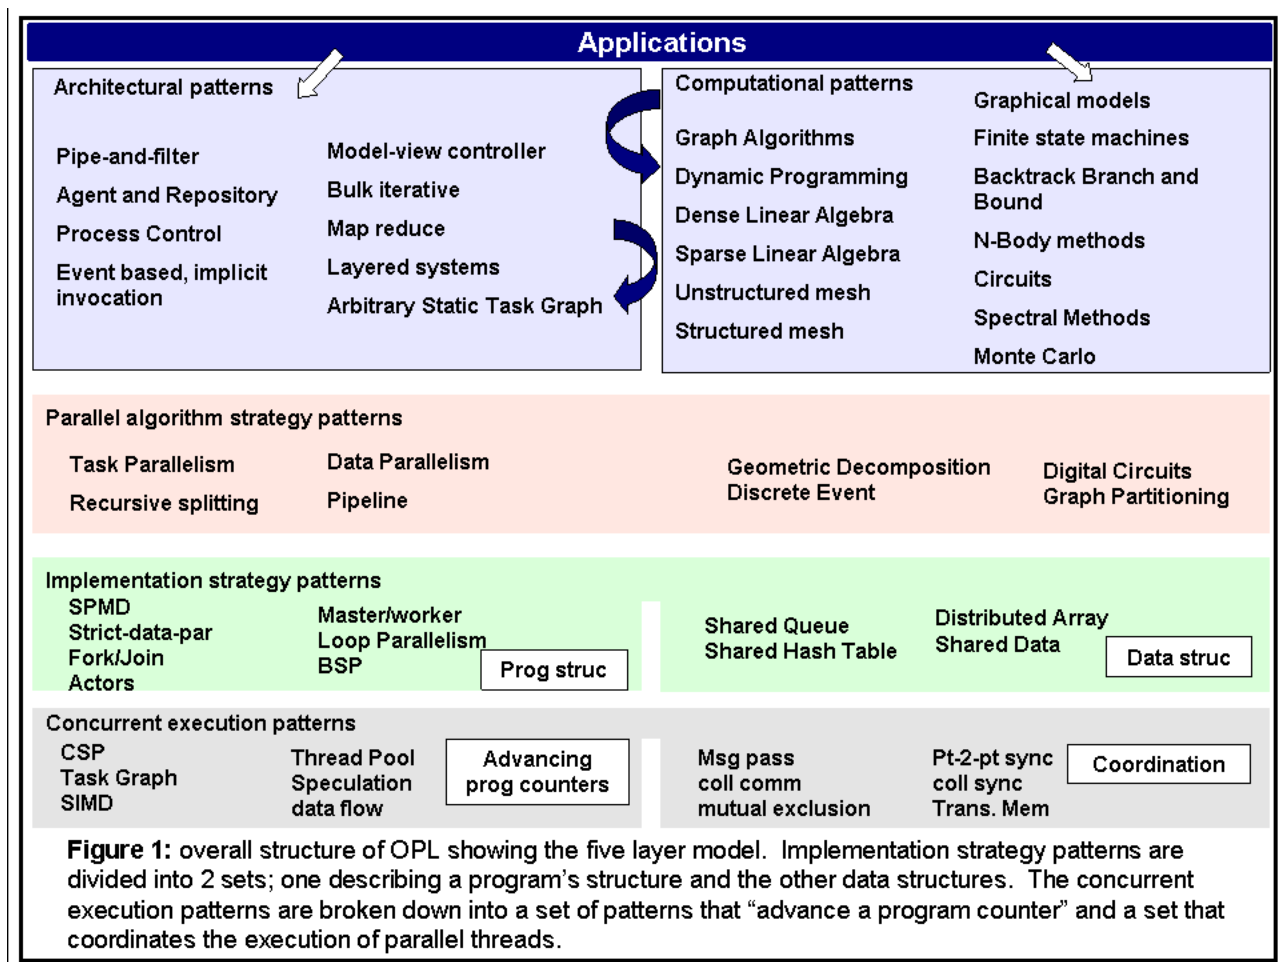 Applications
Architectural patterns
Pipe-and-filter
Agent and Repository
Process Control
Event based, implicit
invocation
Model-view controller
Bulk iterative
Map reduce
Layered systems
Arbitrary Static Task Graph
Computational patterns
Graph Algorithms
Dynamic Programming
Dense Linear Algebra
Sparse Linear Algebra
Unstructured mesh
Structured mesh
Graphical models
Finite state machines
Backtrack Branch and
Bound
N-Body methods
Circuits
Spectral Methods
Monte Carlo
Parallel algorithm strategy patterns
Task Parallelism
Recursive splitting
Data Parallelism
Pipeline
Geometric Decomposition
Discrete Event
Digital Circuits
Graph Partitioning
Implementation strategy patterns
SPMD
Strict-data-par
Fork/Join
Actors
Master/worker
Loop Parallelism
BSP
Prog struc
Shared Queue
Shared Hash Table
Distributed Array
Shared Data
Data struc
Concurrent execution patterns
CSP
Task Graph
SIMD
Thread Pool
Speculation
data flow
Advancing
prog counters
Msg pass
coll comm
mutual exclusion
Pt-2-pt sync
coll sync
Trans. Mem
Coordination
Figure 1: overall structure of OPL showing the five layer model. Implementation strategy patterns are
divided into 2 sets; one describing a program's structure and the other data structures. The concurrent
execution patterns are broken down into a set of patterns that “advance a program counter” and a set that
coordinates the execution of parallel threads.